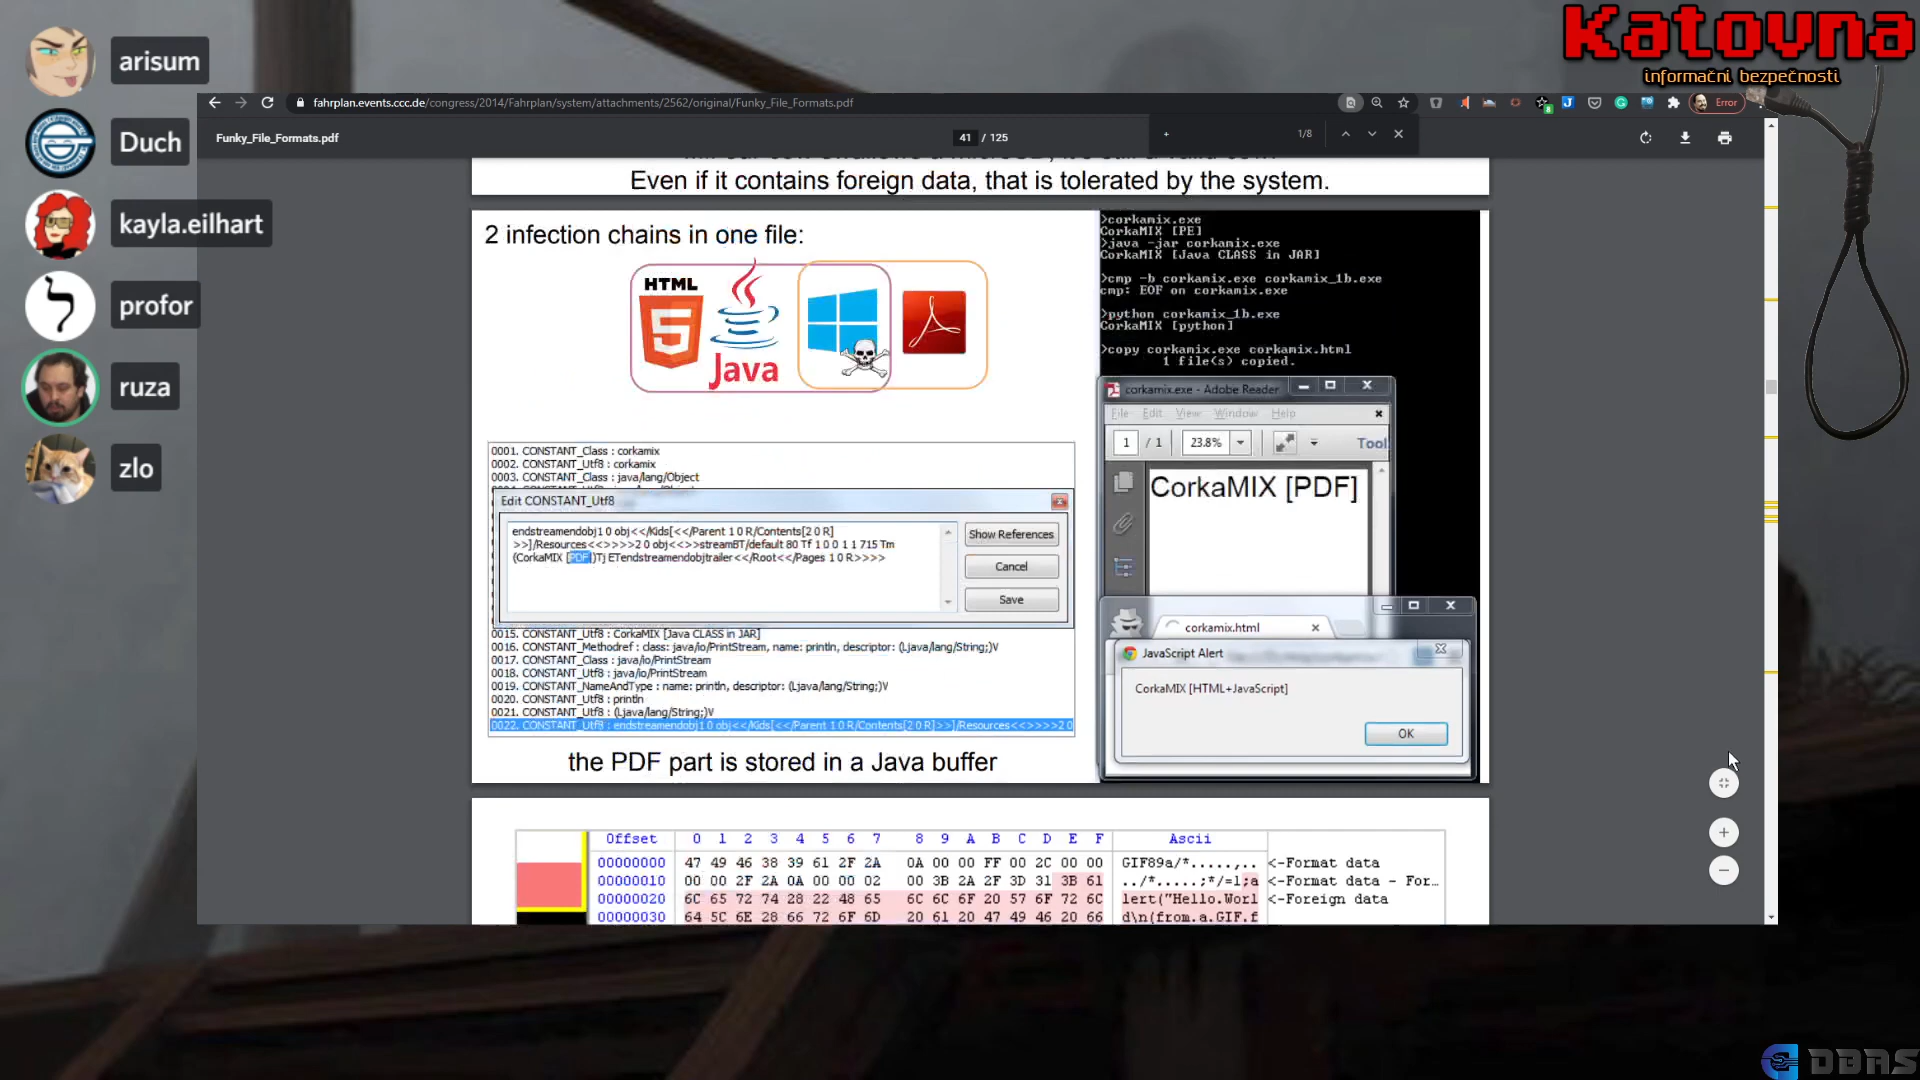 Katovna
informační bezpečnosti
arisum
Duch
kayla.eilhart
profor
ruza
zlo
fahrplan.events.ccc.de/congress/2014/Fahrplan/system/attachments/2562/original/Funky_File_Formats.pdf
Error
Funky_File_Formats.pdf
41 / 125
+
1/8
Even if it contains foreign data, that is tolerated by the system.
2 infection chains in one file:
HTML
5
Java
>corkamix.exe
CorkaMIX [PE]
>java -jar corkamix.exe
CorkaMIX [Java CLASS in JAR]
>cmp -b corkamix.exe corkamix_1b.exe
cmp: EOF on corkamix.exe
>python corkamix_1b.exe
CorkaMIX [python]
>copy corkamix.exe corkamix.html
1 file(s) copied.
corkamix.exe - Adobe Reader
File Edit View Window Help
1 / 1 23.8% Tool
CorkaMIX [PDF]
corkamix.html
JavaScript Alert
CorkaMIX [HTML+JavaScript]
OK
0001. CONSTANT_Class : corkamix
0002. CONSTANT_Utf8 : corkamix
0003. CONSTANT_Class : java/lang/Object
Edit CONSTANT_Utf8
endstreamendobj1 0 obj<</Kids[<</Parent 1 0 R/Contents[2 0 R]
>>]/Resources<<>>>>2 0 obj<<>>streamBT/default 80 Tf 1 0 0 1 1 715 Tm
(CorkaMIX [PDF])Tj ETendstreamendobjtrailer<</Root<</Pages 1 0 R>>>>
Show References
Cancel
Save
0015. CONSTANT_Utf8 : CorkaMIX [Java CLASS in JAR]
0016. CONSTANT_Methodref : class: java/io/PrintStream, name: println, descriptor: (Ljava/lang/String;)V
0017. CONSTANT_Class : java/io/PrintStream
0018. CONSTANT_Utf8 : java/io/PrintStream
0019. CONSTANT_NameAndType : name: println, descriptor: (Ljava/lang/String;)V
0020. CONSTANT_Utf8 : println
0021. CONSTANT_Utf8 : (Ljava/lang/String;)V
0022. CONSTANT_Utf8 : endstreamendobj1 0 obj<</Kids[<</Parent 1 0 R/Contents[2 0 R]>>]/Resources<<>>>>2 0
the PDF part is stored in a Java buffer
Offset 0 1 2 3 4 5 6 7 8 9 A B C D E F Ascii
00000000 47 49 46 38 39 61 2F 2A 0A 00 00 FF 00 2C 00 00 GIF89a/*.....,.. <-Format data
00000010 00 00 2F 2A 0A 00 00 02 00 3B 2A 2F 3D 31 3B 61 ../*.....;*/=1;a <-Format data - For...
00000020 6C 65 72 74 28 22 48 65 6C 6C 6F 20 57 6F 72 6C lert("Hello.Worl <-Foreign data
00000030 64 5C 6E 28 66 72 6F 6D 20 61 20 47 49 46 20 66 d\n(from.a.GIF.f
DBAS